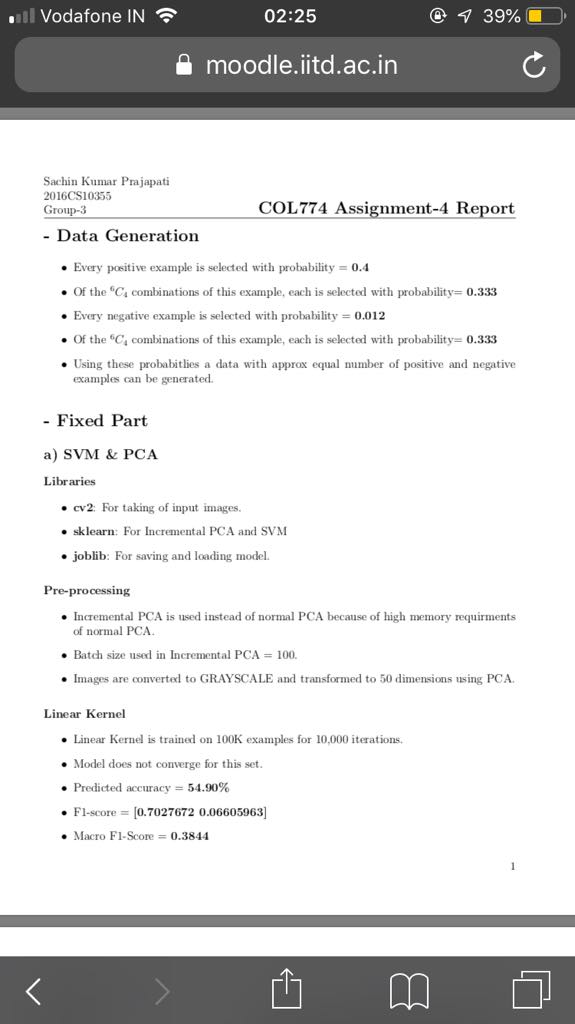 Vodafone IN 02:25 39%
moodle.iitd.ac.in
Sachin Kumar Prajapati
2016CS10355
Group-3 COL774 Assignment-4 Report
- Data Generation
• Every positive example is selected with probability = 0.4
• Of the ⁶C₄ combinations of this example, each is selected with probability= 0.333
• Every negative example is selected with probability = 0.012
• Of the ⁶C₄ combinations of this example, each is selected with probability= 0.333
• Using these probabitlies a data with approx equal number of positive and negative
examples can be generated.
- Fixed Part
a) SVM & PCA
Libraries
• cv2: For taking of input images.
• sklearn: For Incremental PCA and SVM
• joblib: For saving and loading model.
Pre-processing
• Incremental PCA is used instead of normal PCA because of high memory requirments
of normal PCA.
• Batch size used in Incremental PCA = 100.
• Images are converted to GRAYSCALE and transformed to 50 dimensions using PCA.
Linear Kernel
• Linear Kernel is trained on 100K examples for 10,000 iterations.
• Model does not converge for this set.
• Predicted accuracy = 54.90%
• F1-score = [0.7027672 0.06605963]
• Macro F1-Score = 0.3844
1